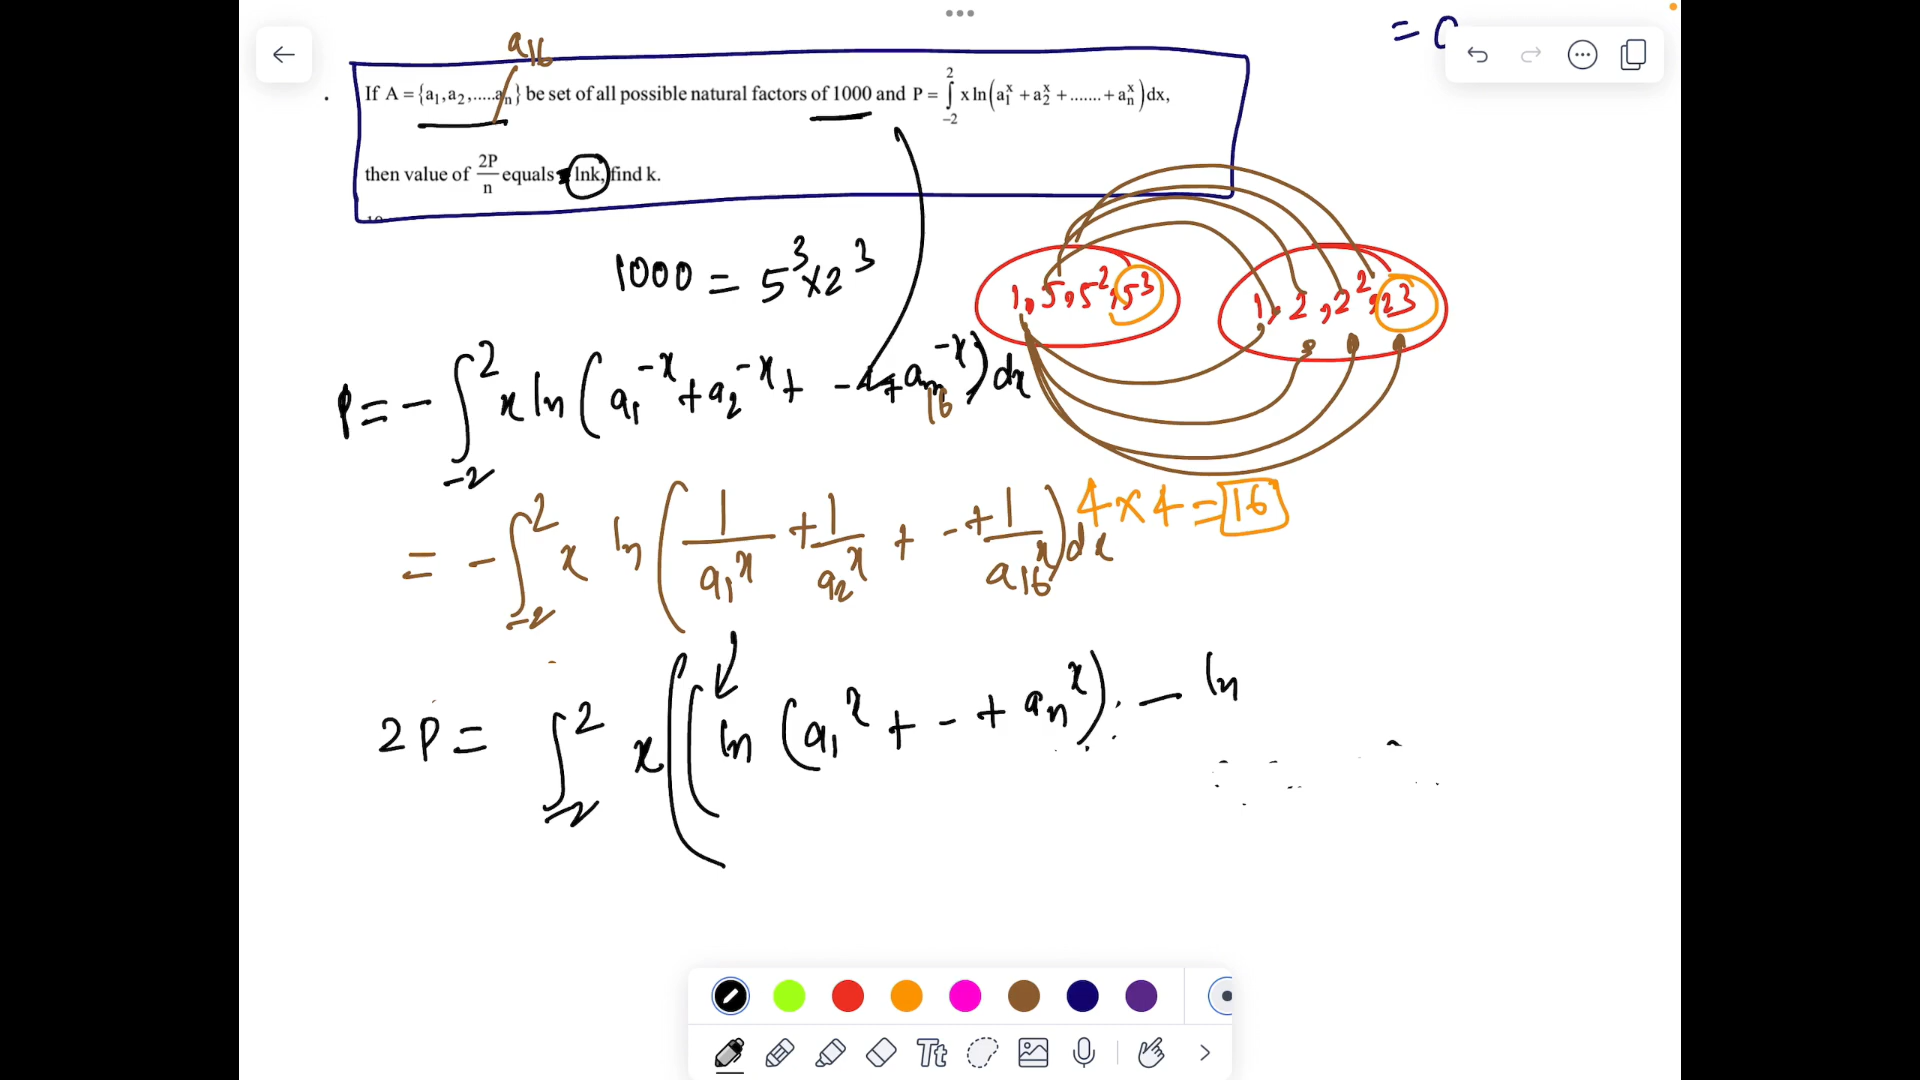 = a
a16
. If A = {a₁,a₂,.....aₙ} be set of all possible natural factors of 1000 and P = ∫₋₂² x ln(a₁ˣ + a₂ˣ + ....... + aₙˣ)dx,
then value of 2P/n equals lnk, find k.
1000 = 5³×2³
1, 5, 5², 5³ 1, 2, 2², 2³
P = - ∫₋₂² x ln (a₁⁻ˣ + a₂⁻ˣ + - - + a₁₆⁻ˣ) dx
4 × 4 = 16
= - ∫₋₂² x ln (1/a₁ˣ + 1/a₂ˣ + - + 1/a₁₆ˣ) dx
2P = ∫₋₂² x (( ln (a₁ˣ + - + aₙˣ) - ln
Tt